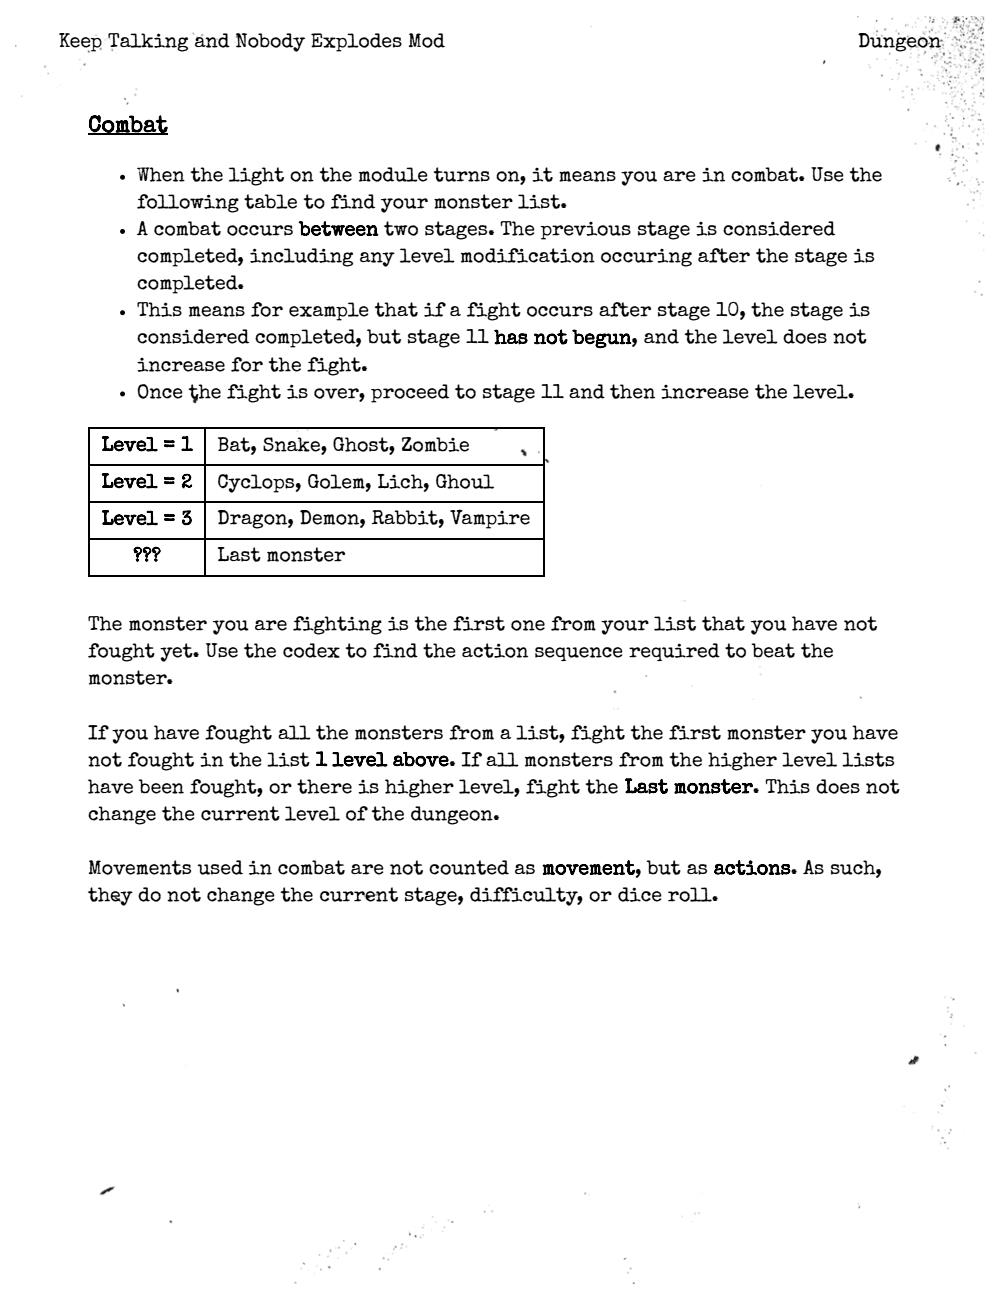 Keep Talking and Nobody Explodes Mod
Dungeon
Combat
• When the light on the module turns on, it means you are in combat. Use the
following table to find your monster list.
• A combat occurs between two stages. The previous stage is considered
completed, including any level modification occuring after the stage is
completed.
• This means for example that if a fight occurs after stage 10, the stage is
considered completed, but stage 11 has not begun, and the level does not
increase for the fight.
• Once the fight is over, proceed to stage 11 and then increase the level.
Level = 1 Bat, Snake, Ghost, Zombie
Level = 2 Cyclops, Golem, Lich, Ghoul
Level = 3 Dragon, Demon, Rabbit, Vampire
??? Last monster
The monster you are fighting is the first one from your list that you have not
fought yet. Use the codex to find the action sequence required to beat the
monster.
If you have fought all the monsters from a list, fight the first monster you have
not fought in the list 1 level above. If all monsters from the higher level lists
have been fought, or there is higher level, fight the Last monster. This does not
change the current level of the dungeon.
Movements used in combat are not counted as movement, but as actions. As such,
they do not change the current stage, difficulty, or dice roll.